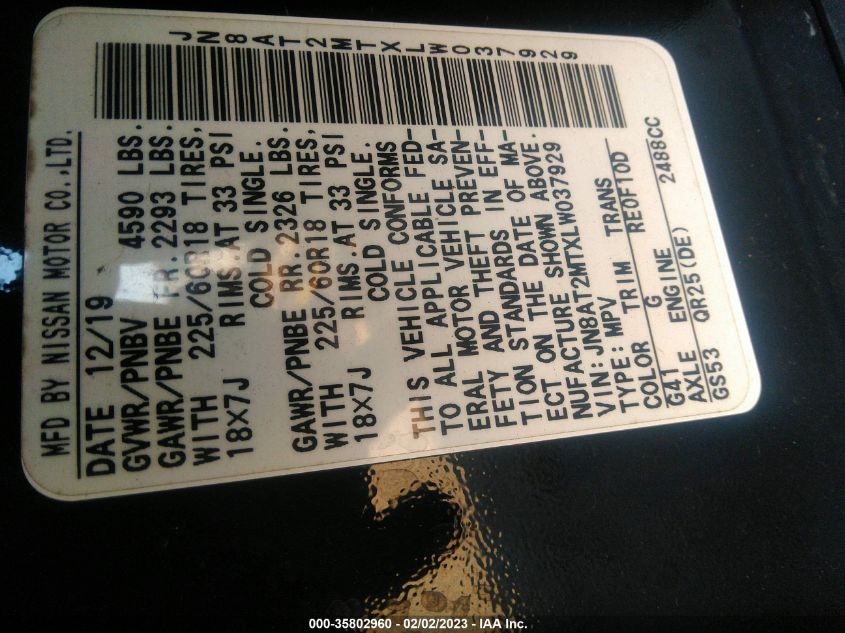 MFD BY NISSAN MOTOR CO.,LTD.
DATE 12/19
GVWR/PNBV 4590 LBS.
GAWR/PNBE FR.2293 LBS.
WITH 225/60R18 TIRES,
18×7J RIMS.AT 33 PSI
COLD SINGLE.
GAWR/PNBE RR.2326 LBS.
WITH 225/60R18 TIRES,
18×7J RIMS.AT 33 PSI
COLD SINGLE.
THIS VEHICLE CONFORMS
TO ALL APPLICABLE FED-
ERAL MOTOR VEHICLE SA-
FETY AND THEFT PREVEN-
TION STANDARDS IN EFF-
ECT ON THE DATE OF MA-
NUFACTURE SHOWN ABOVE.
VIN:JN8AT2MTXLW037929
TYPE:MPV
COLOR TRIM TRANS
G41 G RE0F10D
AXLE ENGINE 2488CC
GS53 QR25(DE)
JN8AT2MTXLW037929
000-35802960 - 02/02/2023 - IAA Inc.